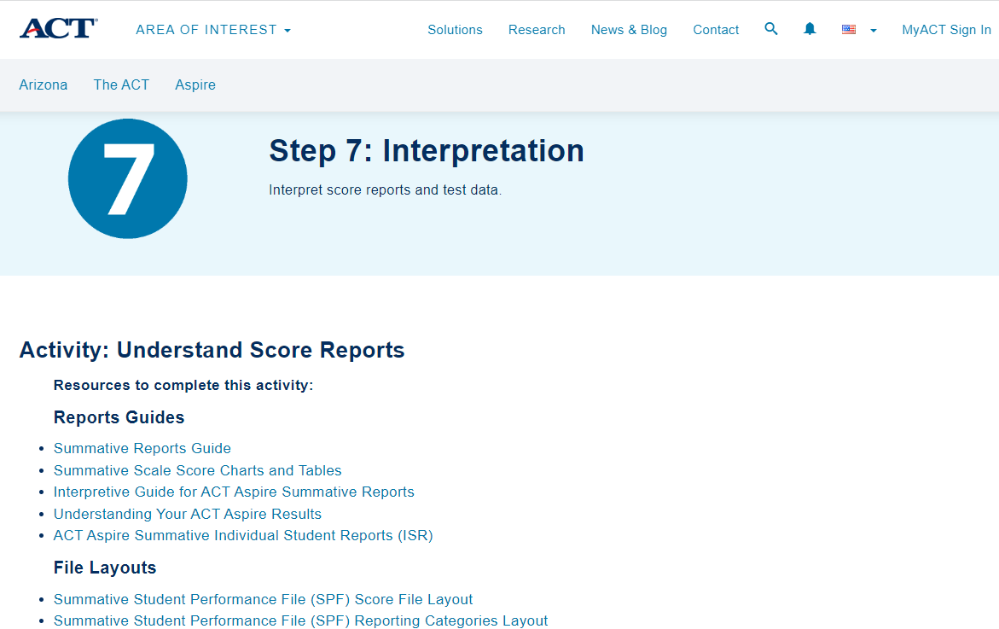 ACT AREA OF INTEREST Solutions Research News & Blog Contact MyACT Sign In
Arizona The ACT Aspire
7
Step 7: Interpretation
Interpret score reports and test data.
Activity: Understand Score Reports
Resources to complete this activity:
Reports Guides
Summative Reports Guide
Summative Scale Score Charts and Tables
Interpretive Guide for ACT Aspire Summative Reports
Understanding Your ACT Aspire Results
ACT Aspire Summative Individual Student Reports (ISR)
File Layouts
Summative Student Performance File (SPF) Score File Layout
Summative Student Performance File (SPF) Reporting Categories Layout